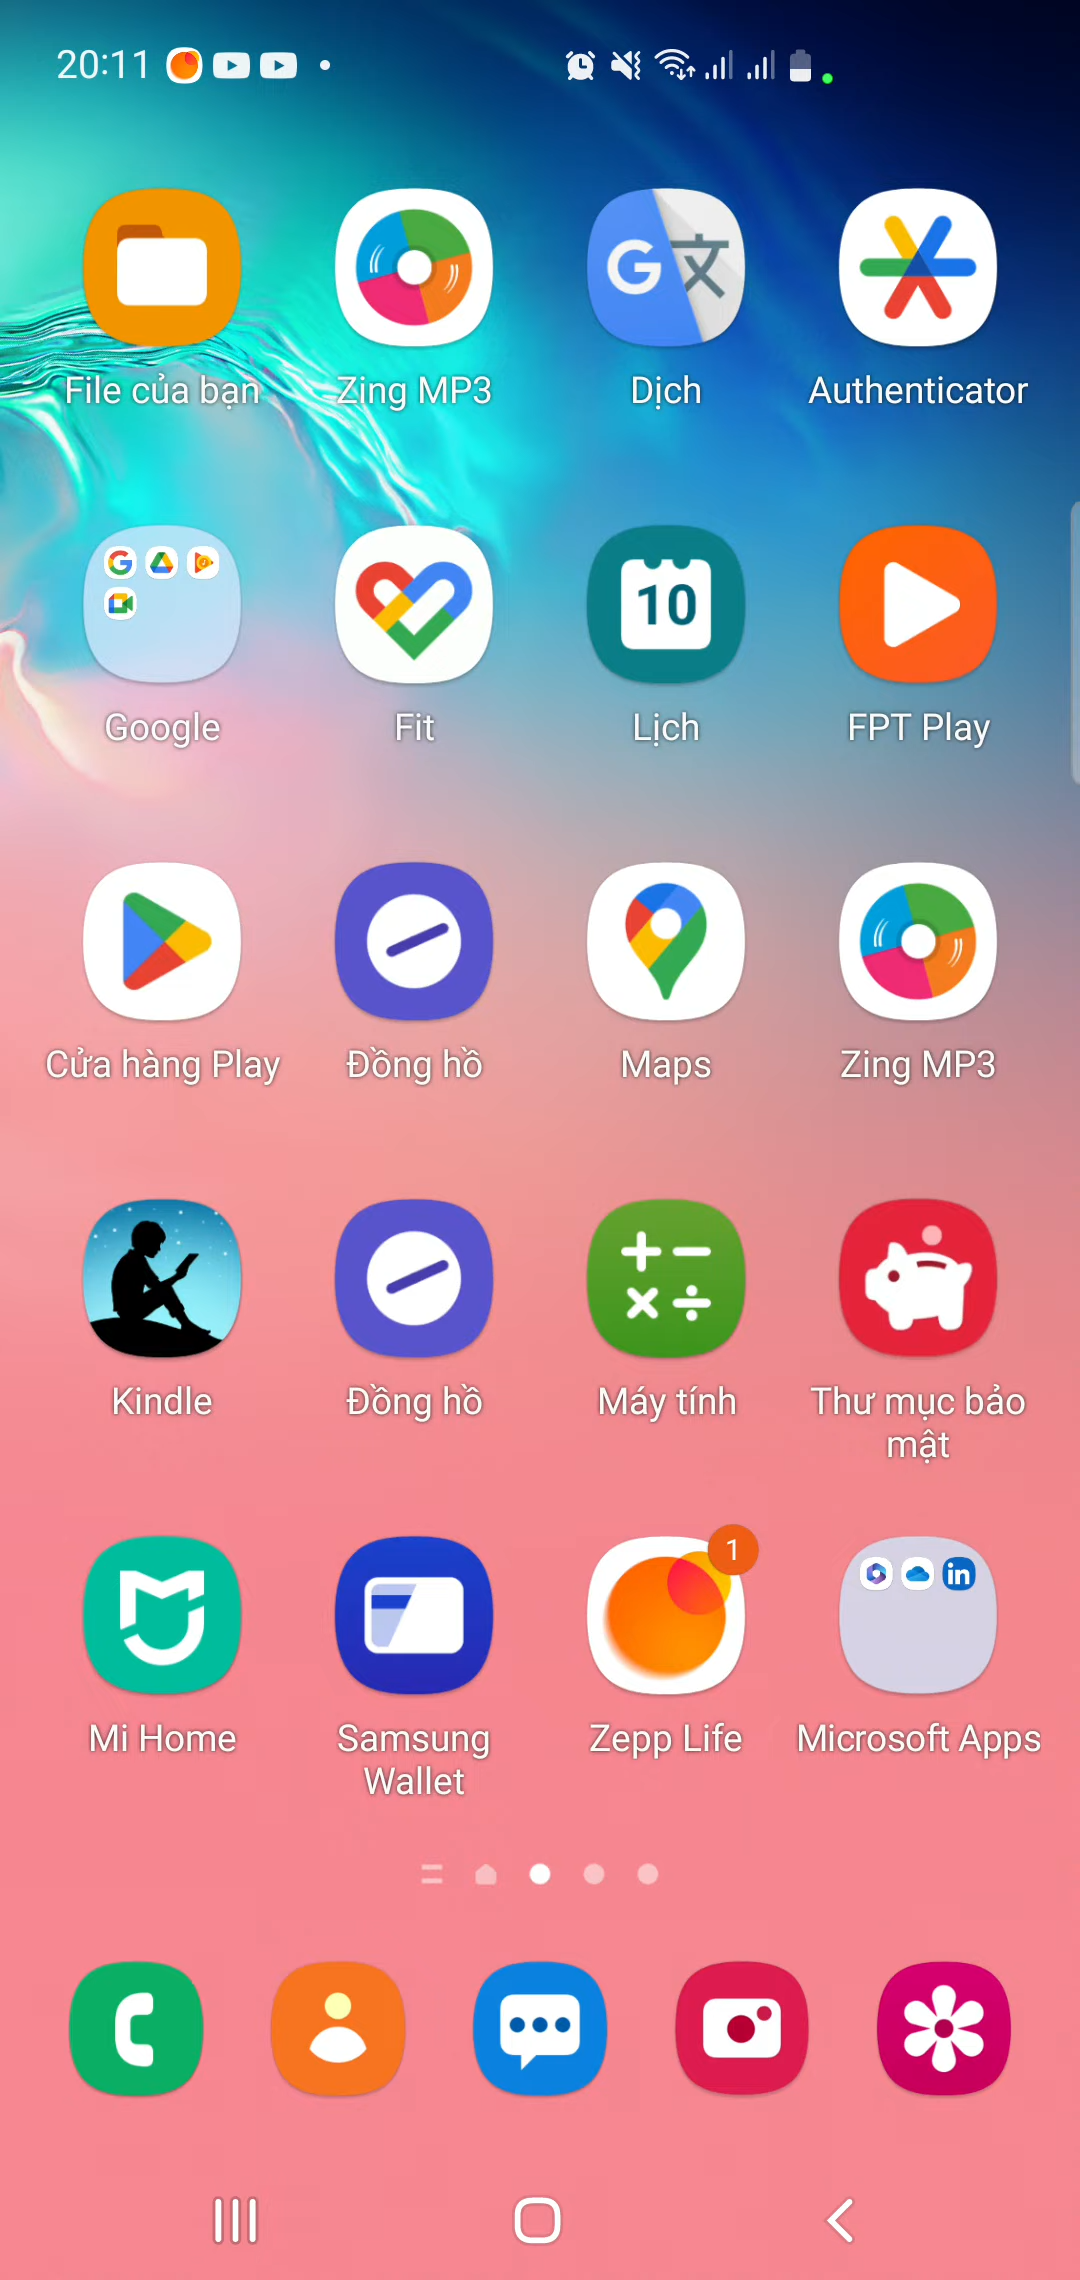 20:11
File của bạn
Zing MP3
Dịch
Authenticator
Google
Fit
10
Lịch
FPT Play
Cửa hàng Play
Đồng hồ
Maps
Zing MP3
Kindle
Đồng hồ
Máy tính
Thư mục bảo
mật
Mi Home
Samsung
Wallet
1
Zepp Life
in
Microsoft Apps